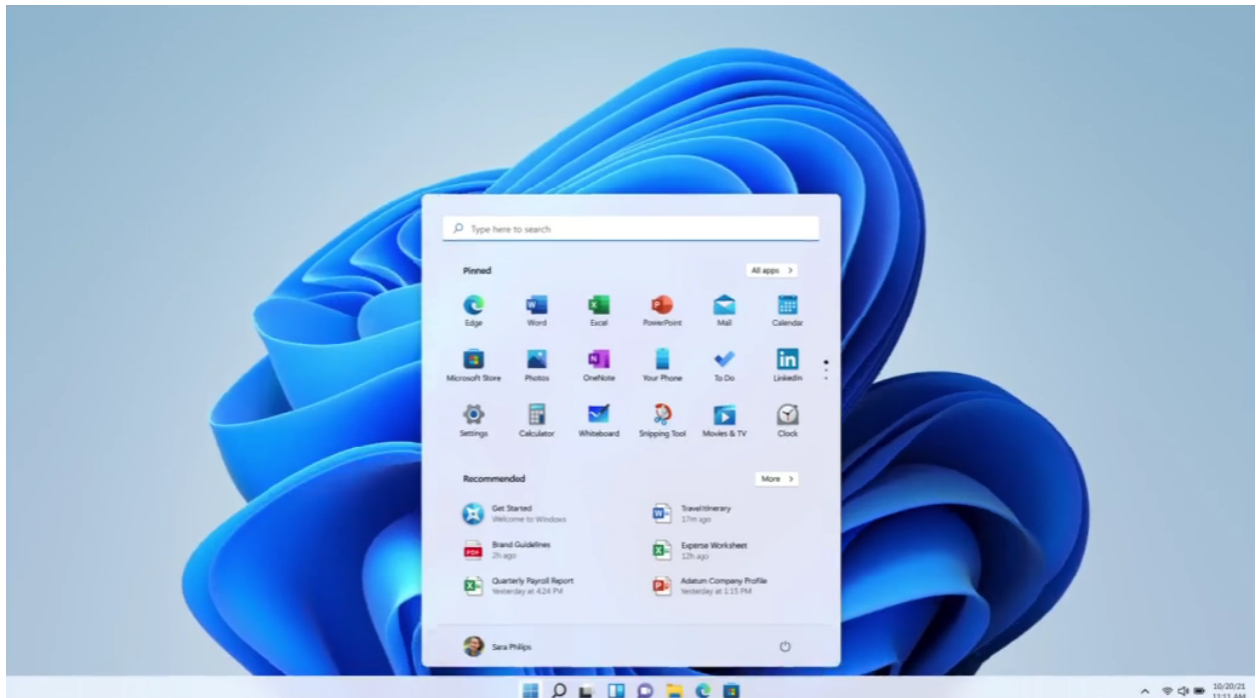 Type here to search
Pinned
All apps >
Edge
Word
Excel
PowerPoint
Mail
Calendar
Microsoft Store
Photos
OneNote
Your Phone
To Do
LinkedIn
Settings
Calculator
Whiteboard
Snipping Tool
Movies & TV
Clock
Recommended
More >
Get Started
Welcome to Windows
Travel Itinerary
17m ago
Brand Guidelines
2h ago
Expense Worksheet
12h ago
Quarterly Payroll Report
Yesterday at 4:24 PM
Adatum Company Profile
Yesterday at 1:15 PM
Sara Philips
10/20/21
11:11 AM